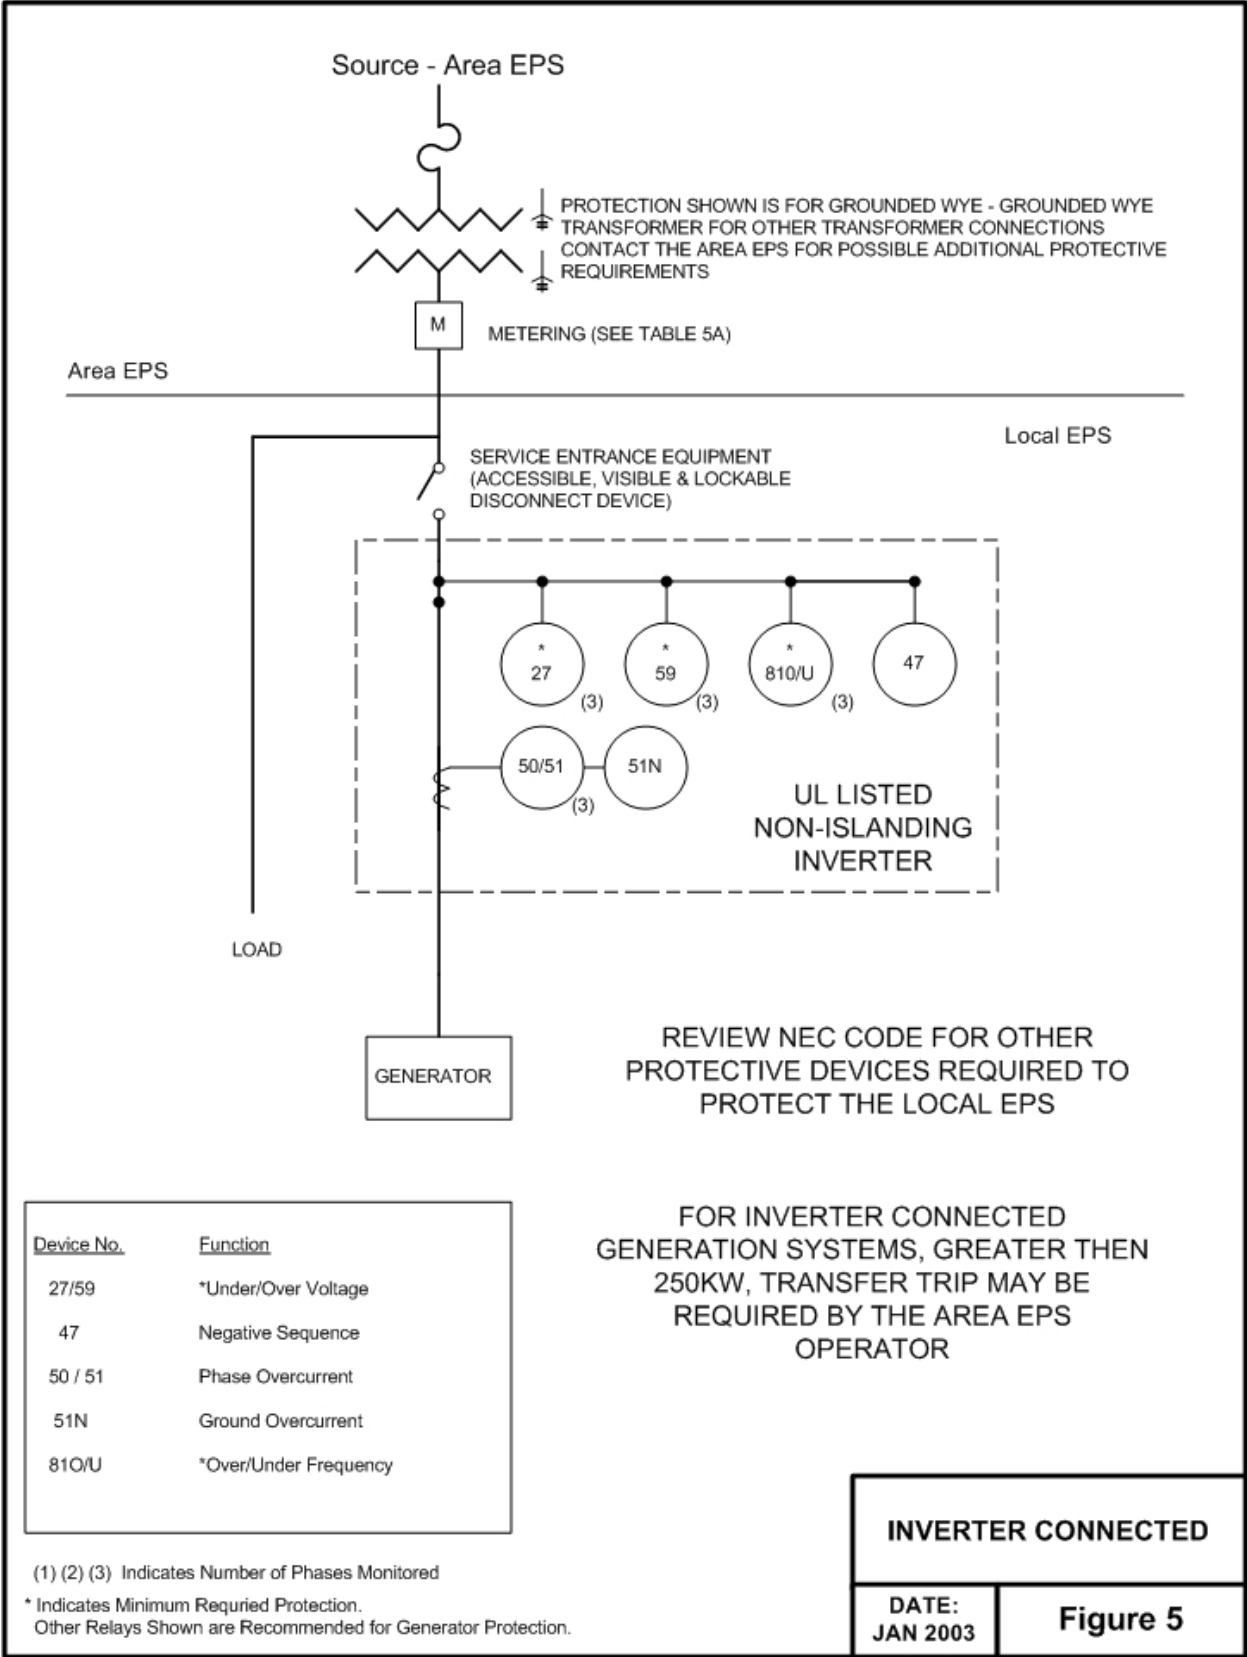 Source - Area EPS
PROTECTION SHOWN IS FOR GROUNDED WYE - GROUNDED WYE
TRANSFORMER FOR OTHER TRANSFORMER CONNECTIONS
CONTACT THE AREA EPS FOR POSSIBLE ADDITIONAL PROTECTIVE
REQUIREMENTS
M
METERING (SEE TABLE 5A)
Area EPS
Local EPS
SERVICE ENTRANCE EQUIPMENT
(ACCESSIBLE, VISIBLE & LOCKABLE
DISCONNECT DEVICE)
* * *
27 59 810/U 47
(3) (3) (3)
50/51 51N
(3)
UL LISTED
NON-ISLANDING
INVERTER
LOAD
GENERATOR
REVIEW NEC CODE FOR OTHER
PROTECTIVE DEVICES REQUIRED TO
PROTECT THE LOCAL EPS
FOR INVERTER CONNECTED
GENERATION SYSTEMS, GREATER THEN
250KW, TRANSFER TRIP MAY BE
REQUIRED BY THE AREA EPS
OPERATOR
Device No. Function
27/59 *Under/Over Voltage
47 Negative Sequence
50 / 51 Phase Overcurrent
51N Ground Overcurrent
81O/U *Over/Under Frequency
(1) (2) (3) Indicates Number of Phases Monitored
* Indicates Minimum Requried Protection.
Other Relays Shown are Recommended for Generator Protection.
INVERTER CONNECTED
DATE:
JAN 2003
Figure 5